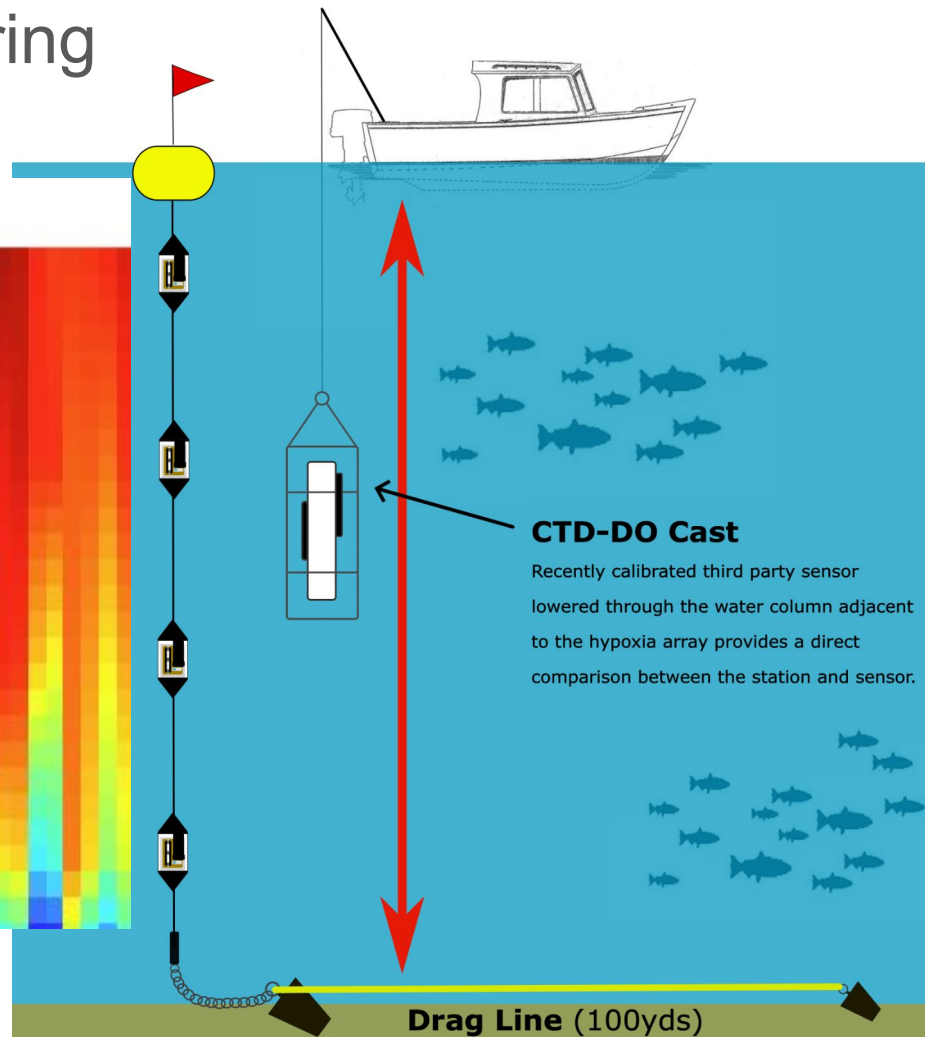 CTD-DO Cast
Recently calibrated third party sensor
lowered through the water column adjacent
to the hypoxia array provides a direct
comparison between the station and sensor.
Drag Line (100yds)